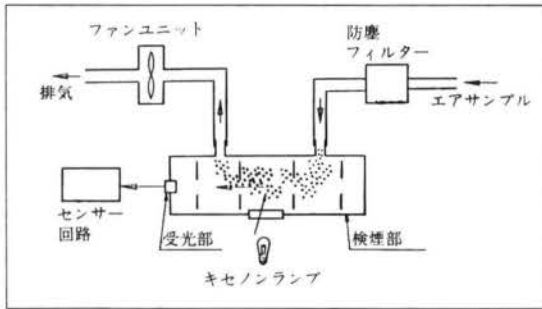 ファンユニット
防塵
フィルター
排気
エアサンプル
センサー
回路
受光部
検煙部
キセノンランプ